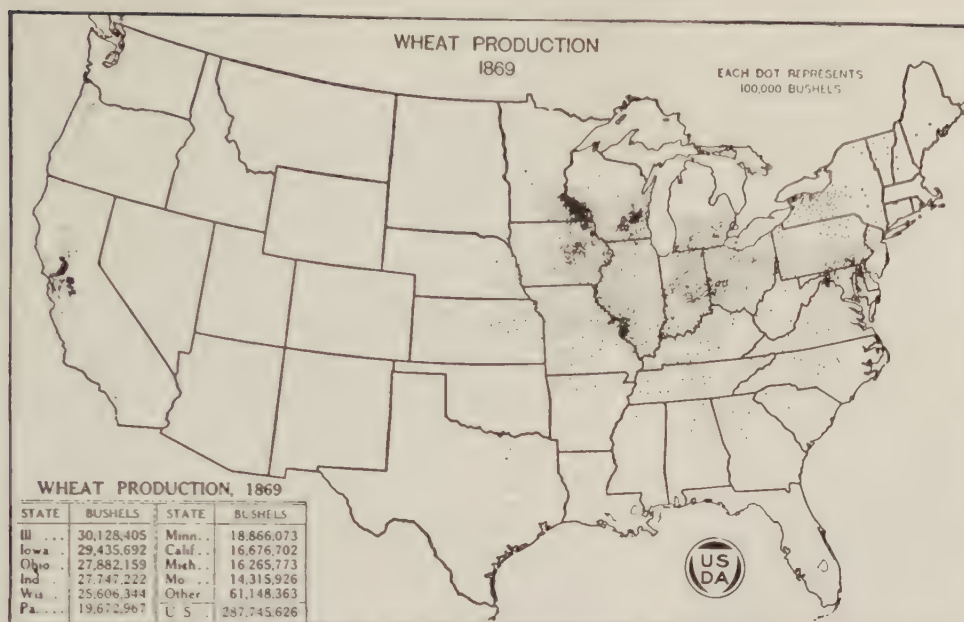 WHEAT PRODUCTION
1869
EACH DOT REPRESENTS
100,000 BUSHELS
WHEAT PRODUCTION, 1869
STATE BUSHELS STATE BUSHELS
Ill .... 30,128,405 Minn.. 18,866,073
Iowa.. 29,435,692 Calif.. 16,676,702
Ohio.. 27,882,159 Mich.. 16,265,773
Ind . 27,747,222 Mo .. 14,315,926
Wis . 25,606,344 Other 61,148,363
Pa.... 19,672,967 U S . 287,745,626
US
DA